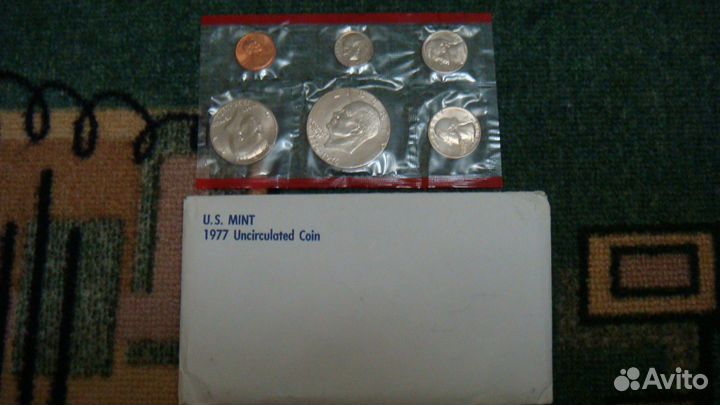 U.S. MINT
1977 Uncirculated Coin
Avito